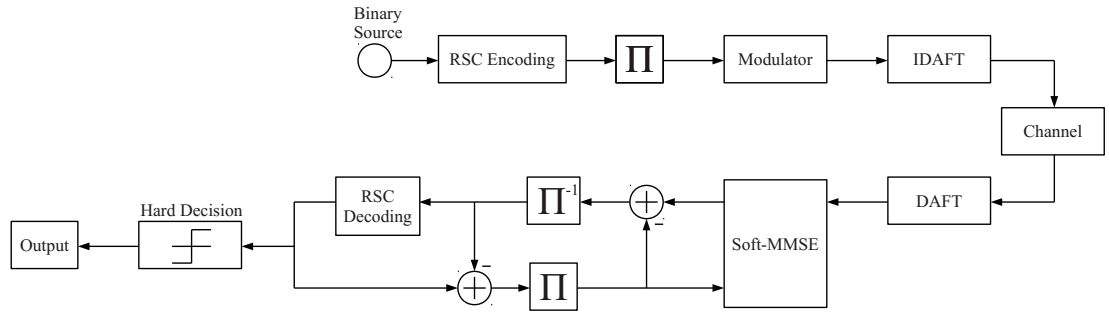 Binary
Source
RSC Encoding
Π
Modulator
IDAFT
Channel
DAFT
Soft-MMSE
+
−
Π-1
RSC
Decoding
Hard Decision
Output
+
−
Π